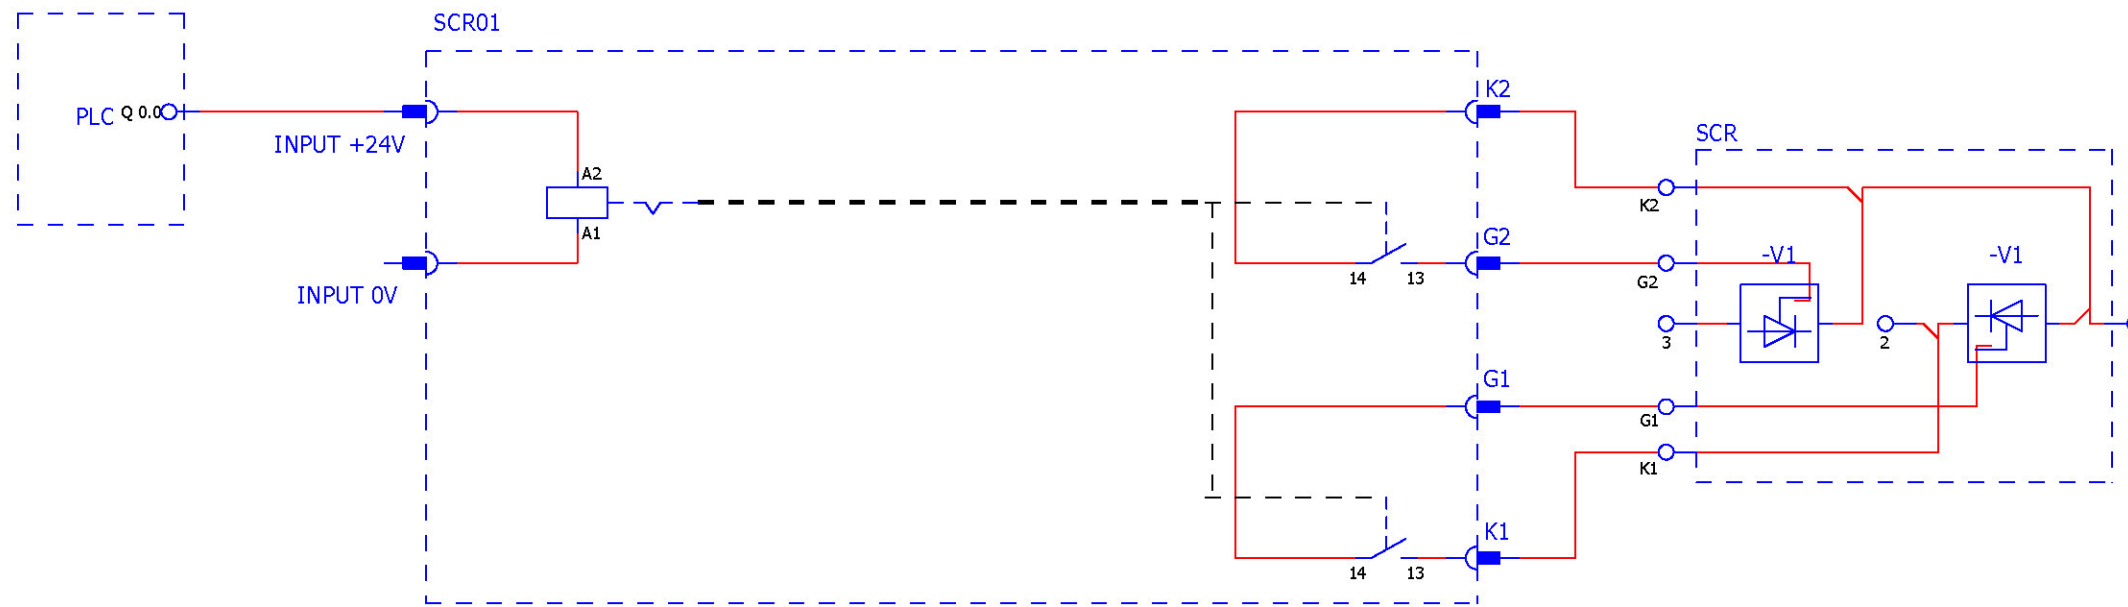 SCR01
PLC Q 0.0
INPUT +24V
K2
SCR
A2
K2
A1
G2
-V1
-V1
14
13
G2
INPUT 0V
3
2
G1
G1
K1
K1
14
13